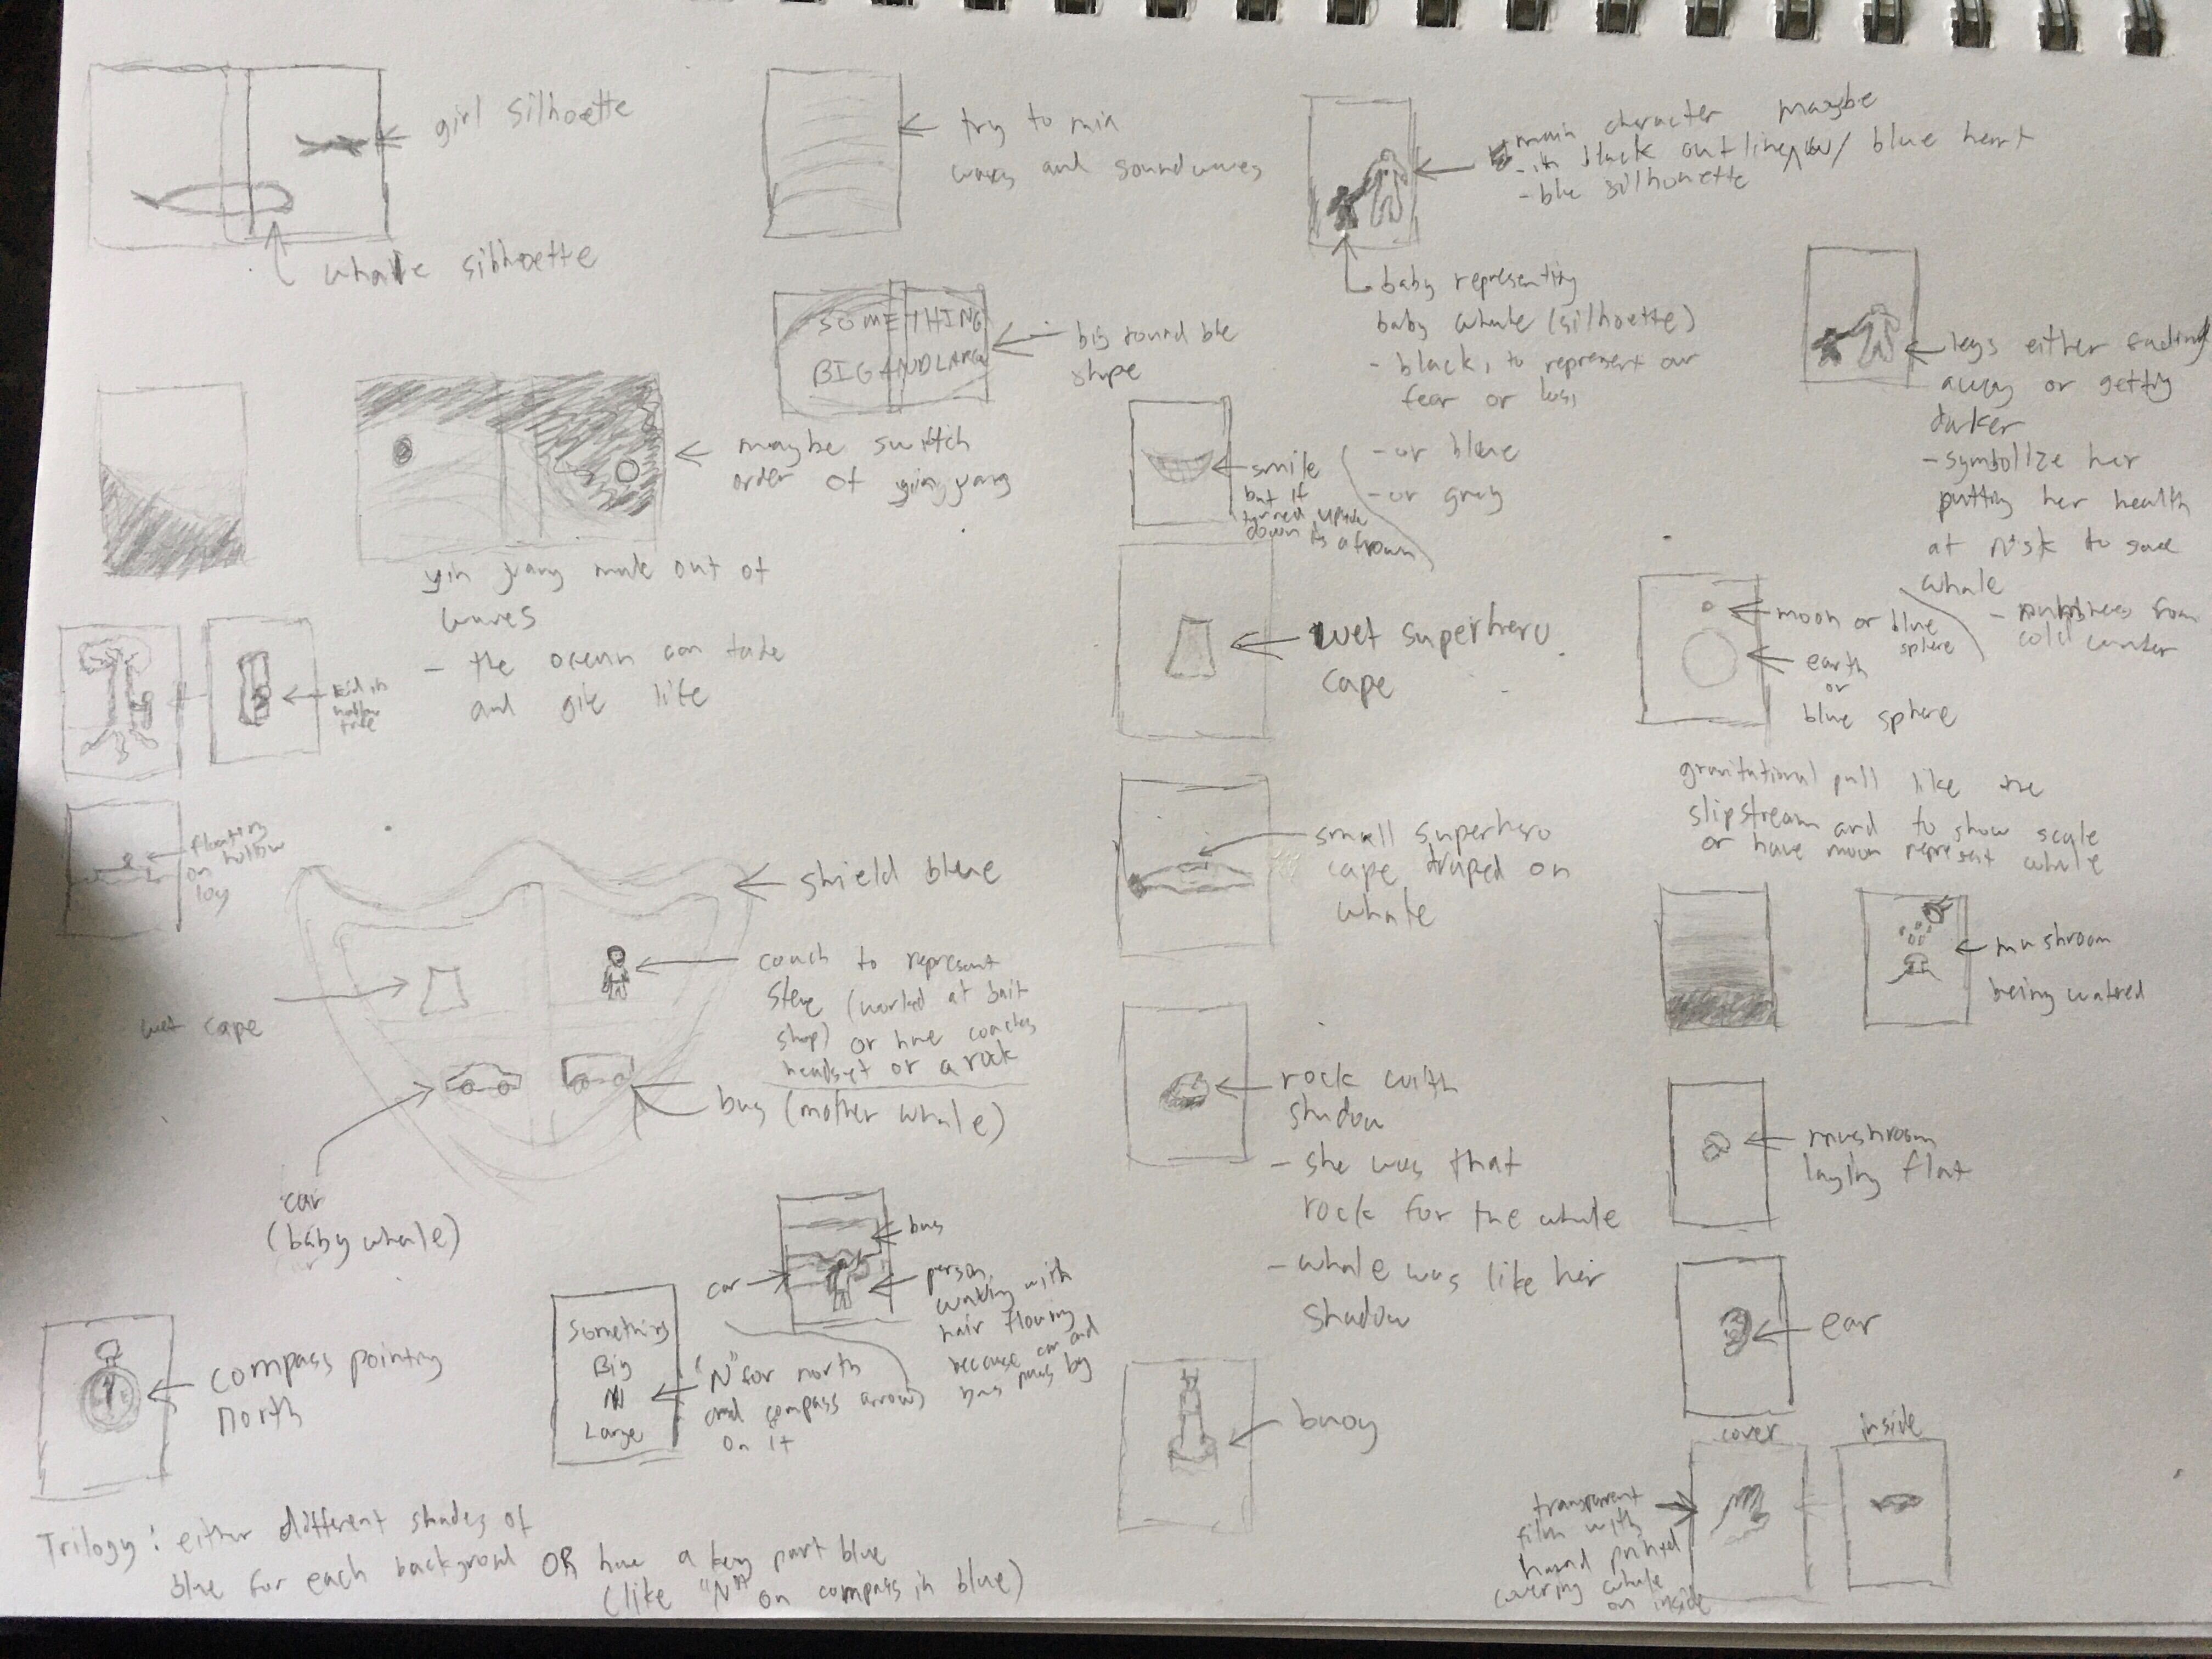 girl silhoette
whale silhoette
try to mix
waves and soundwaves
main character maybe
- in black outline w/ blue heart
- blue silhouette
baby representing
baby whale (silhoette)
- black, to represent our
fear or loss
- or blue
- or gray
SOMETHING
BIG AND LARGE
big round blue
shape
legs either fading
away or getting
darker
- symbolize her
putting her health
at risk to save
whale
- numbness from
cold water
maybe switch
order of yin yang
yin yang made out of
waves
- the ocean can take
and give life
smile
but if
turned upside
down its a frown
wet superhero
cape
moon or blue
sphere
earth
or
blue sphere
gravitational pull like the
slipstream and to show scale
or have moon represent whale
kid in
hollow
tree
floating
on hollow
log
shield blue
wet cape
coach to represent
Steve (worked at bait
shop) or have coaches
headset or a rock
bus (mother whale)
car
(baby whale)
small superhero
cape draped on
whale
mushroom
being watred
rock with
shadow
- she was that
rock for the whale
- whale was like her
shadow
mushroom
laying flat
bus
car
person
walking with
hair flowing
because car and
bus pass by
compass pointing
north
Something
Big
N
Large
"N" for north
and compass arrow
on it
buoy
ear
cover
inside
transparent
film with
hand printed
covering whale
on inside
Trilogy: either different shades of
blue for each backgrond OR have a key part blue
(like "N" on compass in blue)